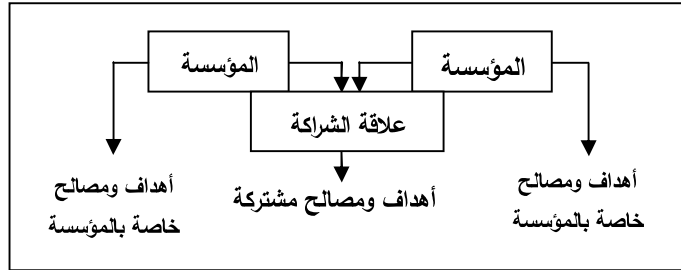 المؤسسة
المؤسسة
علاقة الشراكة
أهداف ومصالح
خاصة بالمؤسسة
أهداف ومصالح مشتركة
أهداف ومصالح
خاصة بالمؤسسة